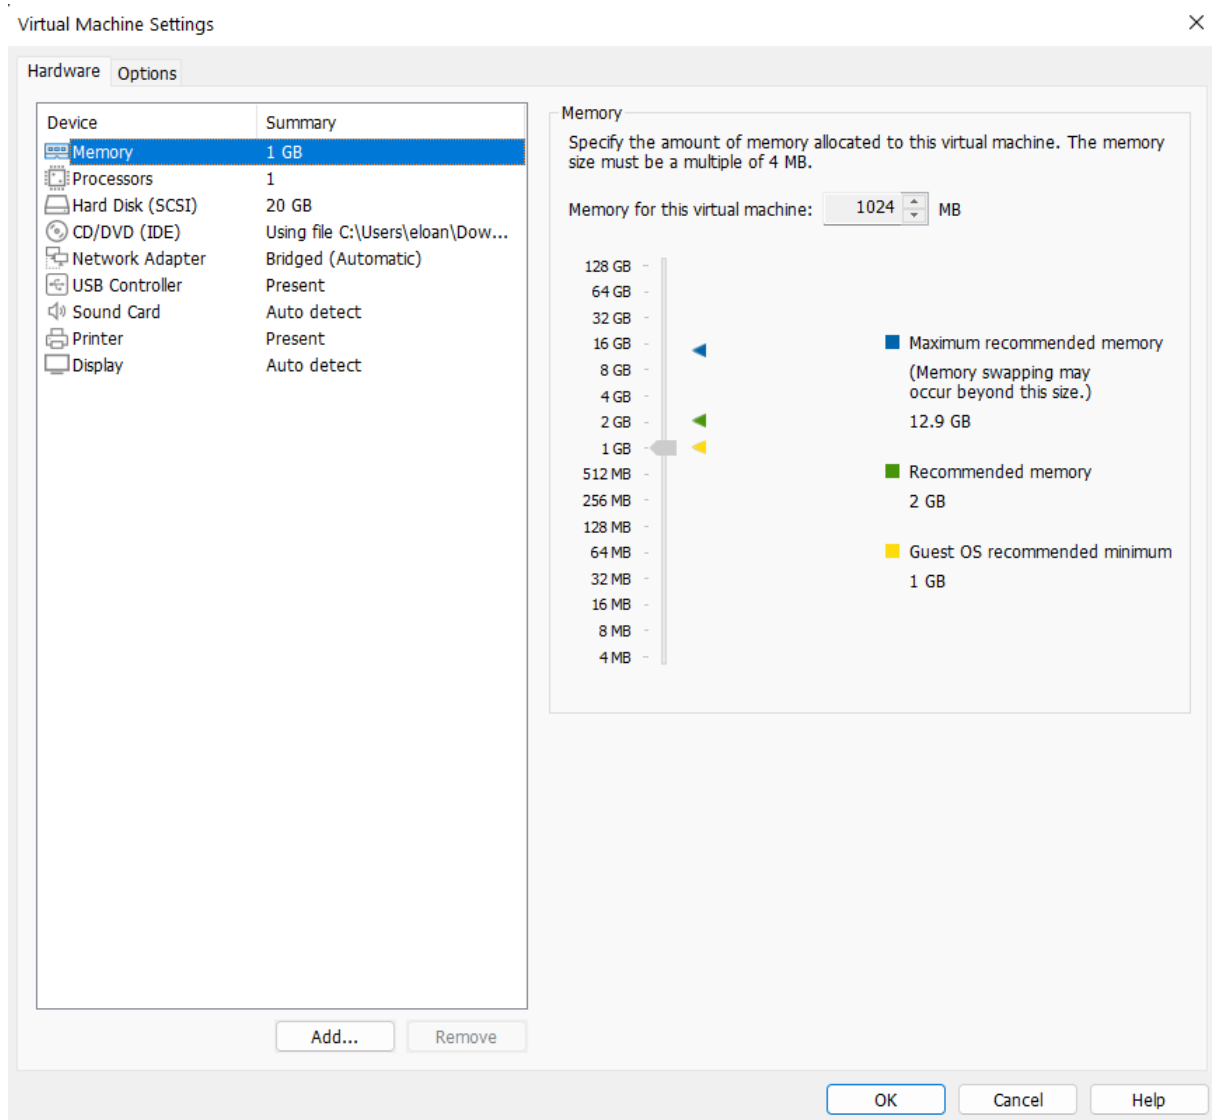 Virtual Machine Settings
Hardware Options
Device Summary
Memory 1 GB
Processors 1
Hard Disk (SCSI) 20 GB
CD/DVD (IDE) Using file C:\Users\eloan\Dow...
Network Adapter Bridged (Automatic)
USB Controller Present
Sound Card Auto detect
Printer Present
Display Auto detect
Add... Remove
Memory
Specify the amount of memory allocated to this virtual machine. The memory
size must be a multiple of 4 MB.
Memory for this virtual machine: 1024 MB
128 GB
64 GB
32 GB
16 GB
8 GB
4 GB
2 GB
1 GB
512 MB
256 MB
128 MB
64 MB
32 MB
16 MB
8 MB
4 MB
Maximum recommended memory
(Memory swapping may
occur beyond this size.)
12.9 GB
Recommended memory
2 GB
Guest OS recommended minimum
1 GB
OK Cancel Help